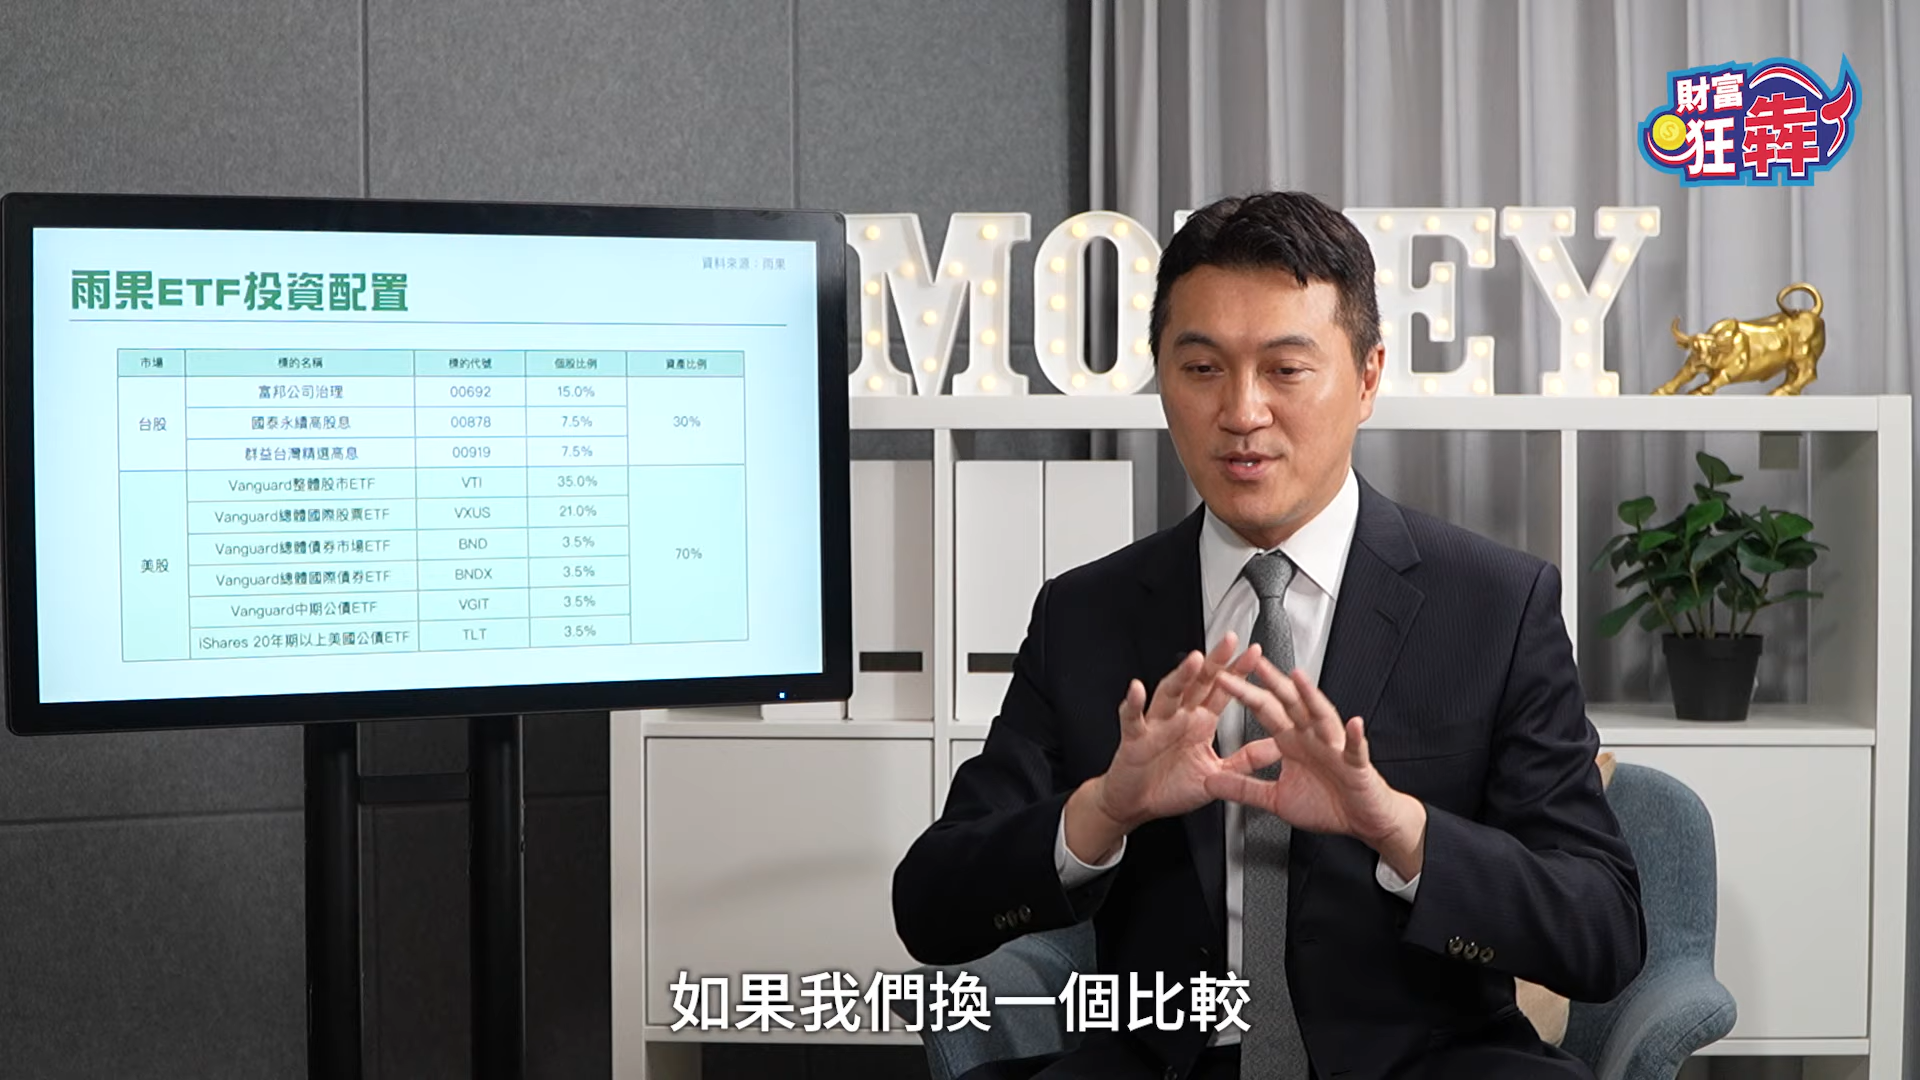 財富
狂犇
MONEY
資料來源：雨果
雨果ETF投資配置
市場 標的名稱 標的代號 個股比例 資產比例
台股 富邦公司治理 00692 15.0% 30%
國泰永續高股息 00878 7.5%
群益台灣精選高息 00919 7.5%
美股 Vanguard整體股市ETF VTI 35.0% 70%
Vanguard總體國際股票ETF VXUS 21.0%
Vanguard總體債券市場ETF BND 3.5%
Vanguard總體國際債券ETF BNDX 3.5%
Vanguard中期公債ETF VGIT 3.5%
iShares 20年期以上美國公債ETF TLT 3.5%
如果我們換一個比較